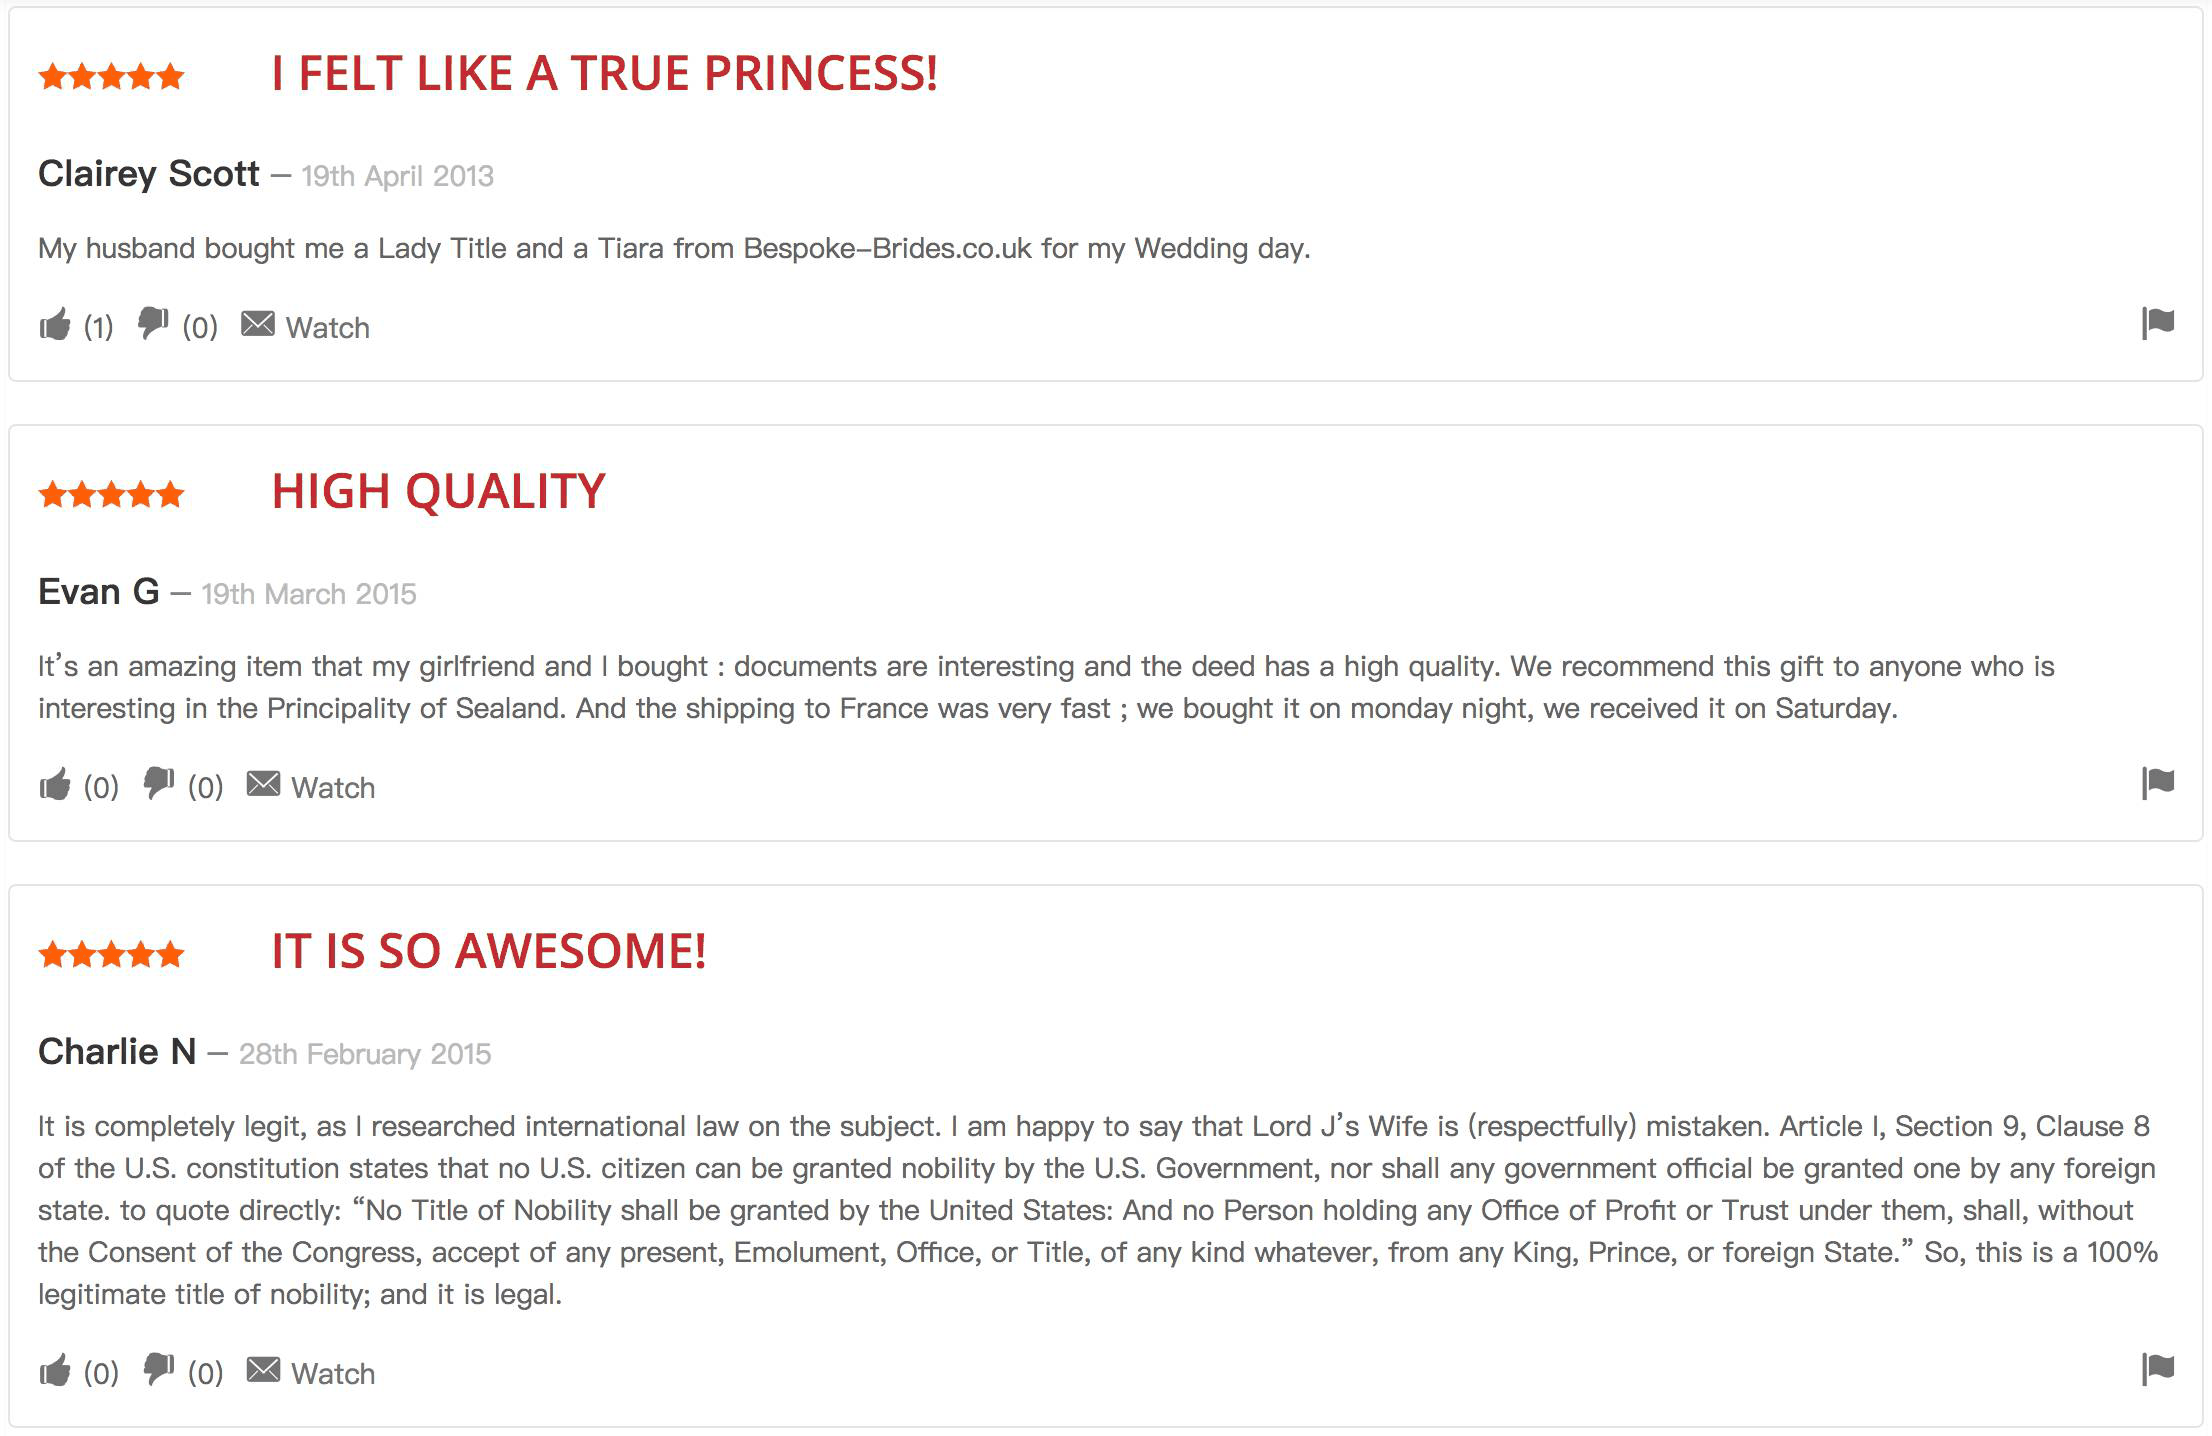 I FELT LIKE A TRUE PRINCESS!
Clairey Scott – 19th April 2013
My husband bought me a Lady Title and a Tiara from Bespoke-Brides.co.uk for my Wedding day.
(1) (0) Watch
HIGH QUALITY
Evan G – 19th March 2015
It’s an amazing item that my girlfriend and I bought : documents are interesting and the deed has a high quality. We recommend this gift to anyone who is
interesting in the Principality of Sealand. And the shipping to France was very fast ; we bought it on monday night, we received it on Saturday.
(0) (0) Watch
IT IS SO AWESOME!
Charlie N – 28th February 2015
It is completely legit, as I researched international law on the subject. I am happy to say that Lord J’s Wife is (respectfully) mistaken. Article I, Section 9, Clause 8
of the U.S. constitution states that no U.S. citizen can be granted nobility by the U.S. Government, nor shall any government official be granted one by any foreign
state. to quote directly: “No Title of Nobility shall be granted by the United States: And no Person holding any Office of Profit or Trust under them, shall, without
the Consent of the Congress, accept of any present, Emolument, Office, or Title, of any kind whatever, from any King, Prince, or foreign State.” So, this is a 100%
legitimate title of nobility; and it is legal.
(0) (0) Watch